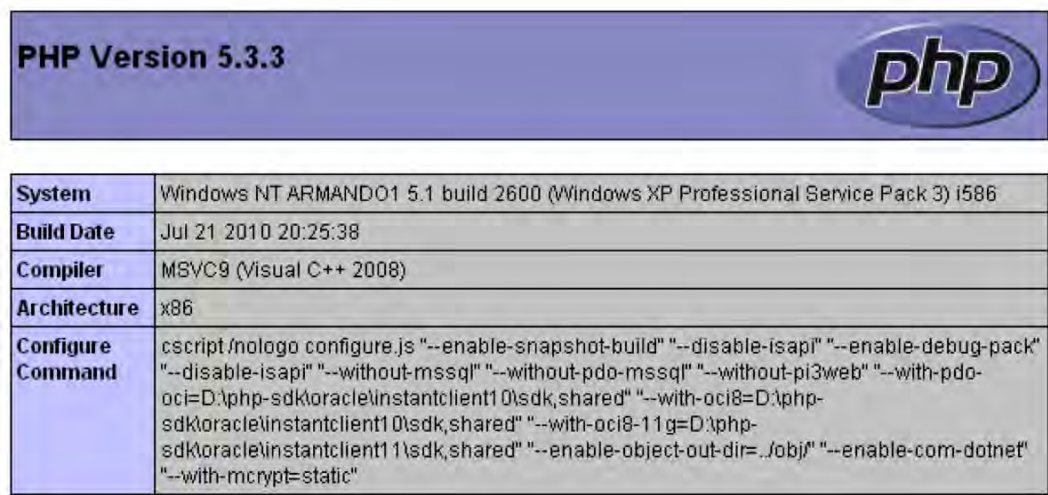 PHP Version 5.3.3
php
System Windows NT ARMANDO1 5.1 build 2600 (Windows XP Professional Service Pack 3) i586
Build Date Jul 21 2010 20:25:38
Compiler MSVC9 (Visual C++ 2008)
Architecture x86
Configure Command cscript /nologo configure.js "--enable-snapshot-build" "--disable-isapi" "--enable-debug-pack"
"--disable-isapi" "--without-mssql" "--without-pdo-mssql" "--without-pi3web" "--with-pdo-
oci=D:\php-sdk\oracle\instantclient10\sdk,shared" "--with-oci8=D:\php-
sdk\oracle\instantclient10\sdk,shared" "--with-oci8-11g=D:\php-
sdk\oracle\instantclient11\sdk,shared" "--enable-object-out-dir=../obj/" "--enable-com-dotnet"
"--with-mcrypt=static"